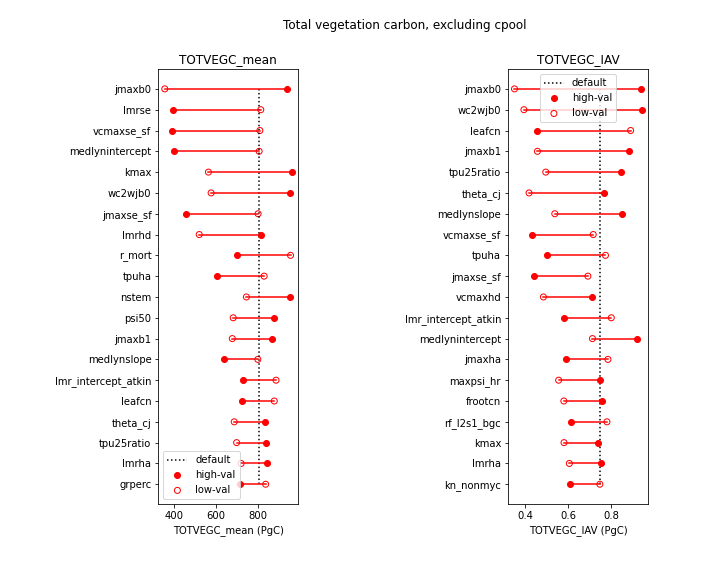 Total vegetation carbon, excluding cpool
TOTVEGC_mean
jmaxb0
lmrse
vcmaxse_sf
medlynintercept
kmax
wc2wjb0
jmaxse_sf
lmrhd
r_mort
tpuha
nstem
psi50
jmaxb1
medlynslope
lmr_intercept_atkin
leafcn
theta_cj
tpu25ratio
lmrha
grperc
default
high-val
low-val
400 600 800
TOTVEGC_mean (PgC)
TOTVEGC_IAV
jmaxb0
wc2wjb0
leafcn
jmaxb1
tpu25ratio
theta_cj
medlynslope
vcmaxse_sf
tpuha
jmaxse_sf
vcmaxhd
lmr_intercept_atkin
medlynintercept
jmaxha
maxpsi_hr
frootcn
rf_l2s1_bgc
kmax
lmrha
kn_nonmyc
default
high-val
low-val
0.4 0.6 0.8
TOTVEGC_IAV (PgC)